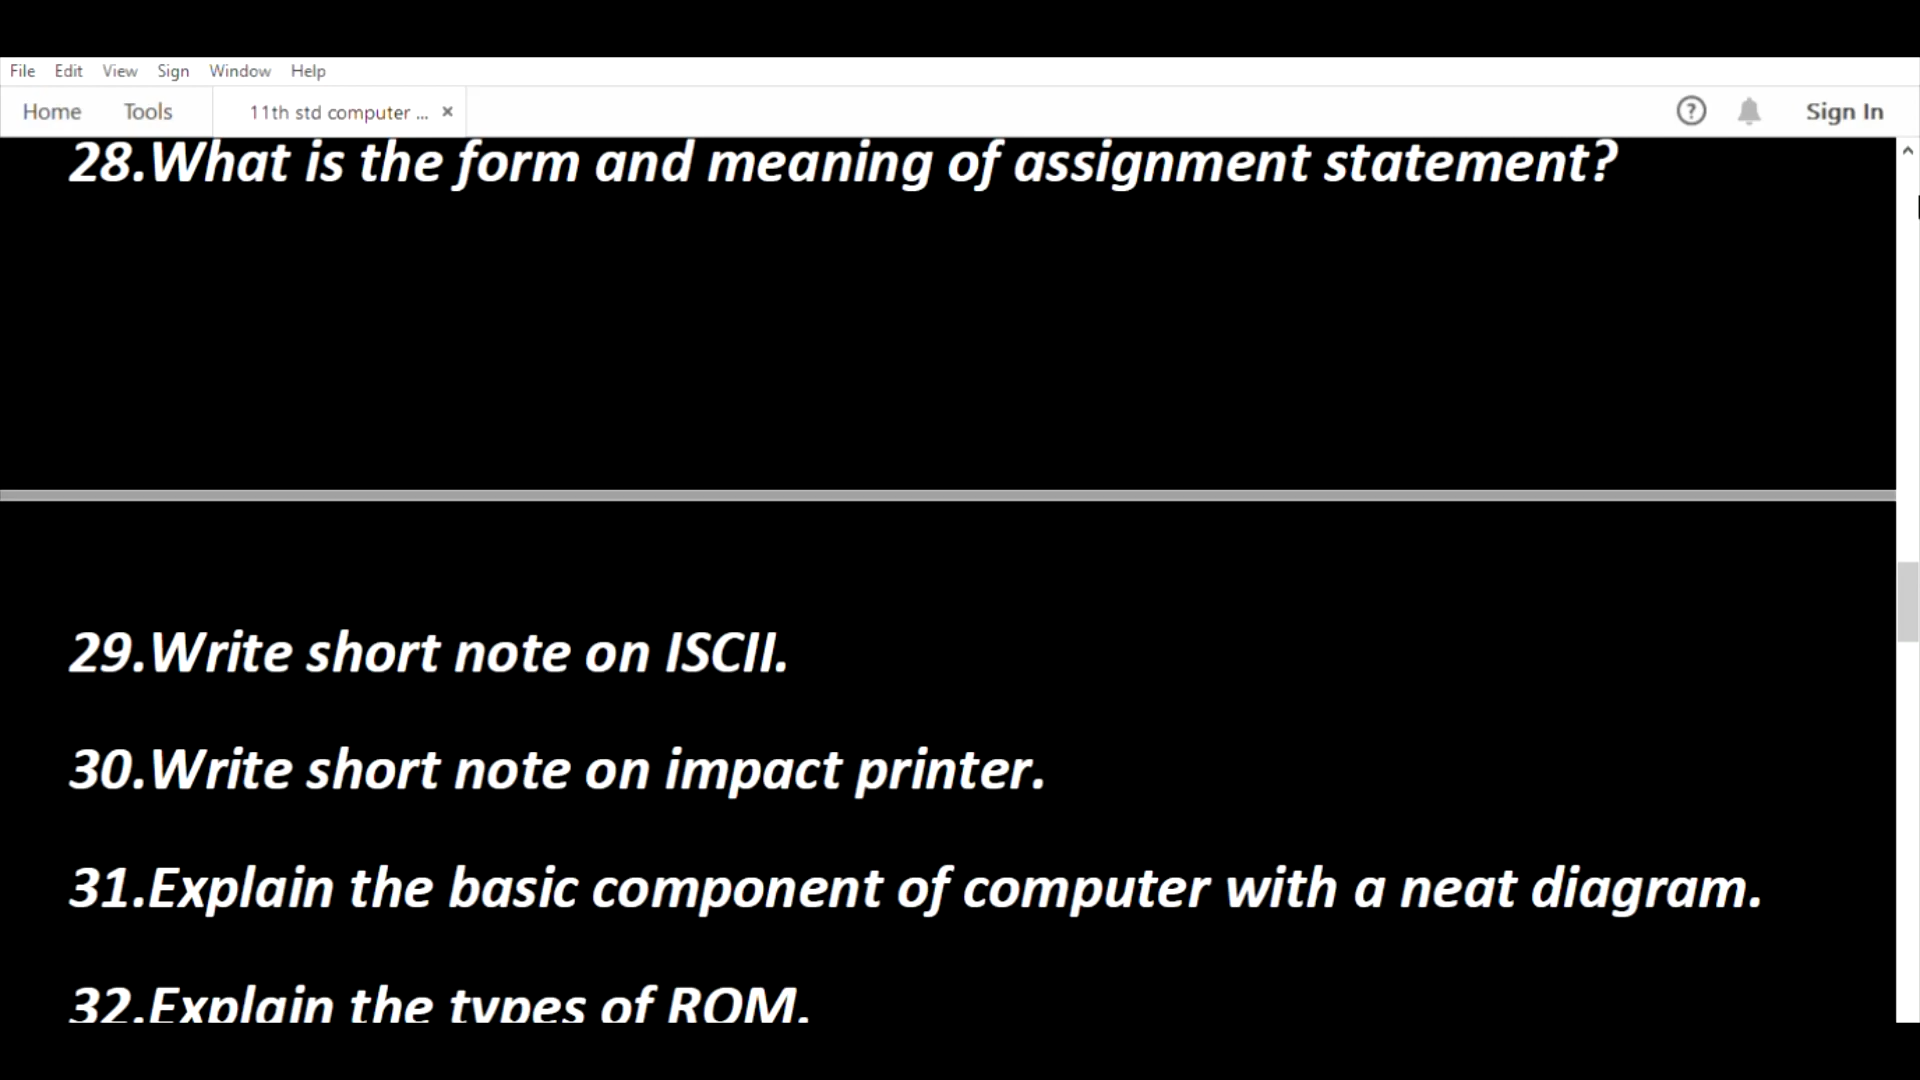 File Edit View Sign Window Help
Home Tools 11th std computer ... × ? Sign In
28.What is the form and meaning of assignment statement?
29.Write short note on ISCII.
30.Write short note on impact printer.
31.Explain the basic component of computer with a neat diagram.
32.Explain the types of ROM.